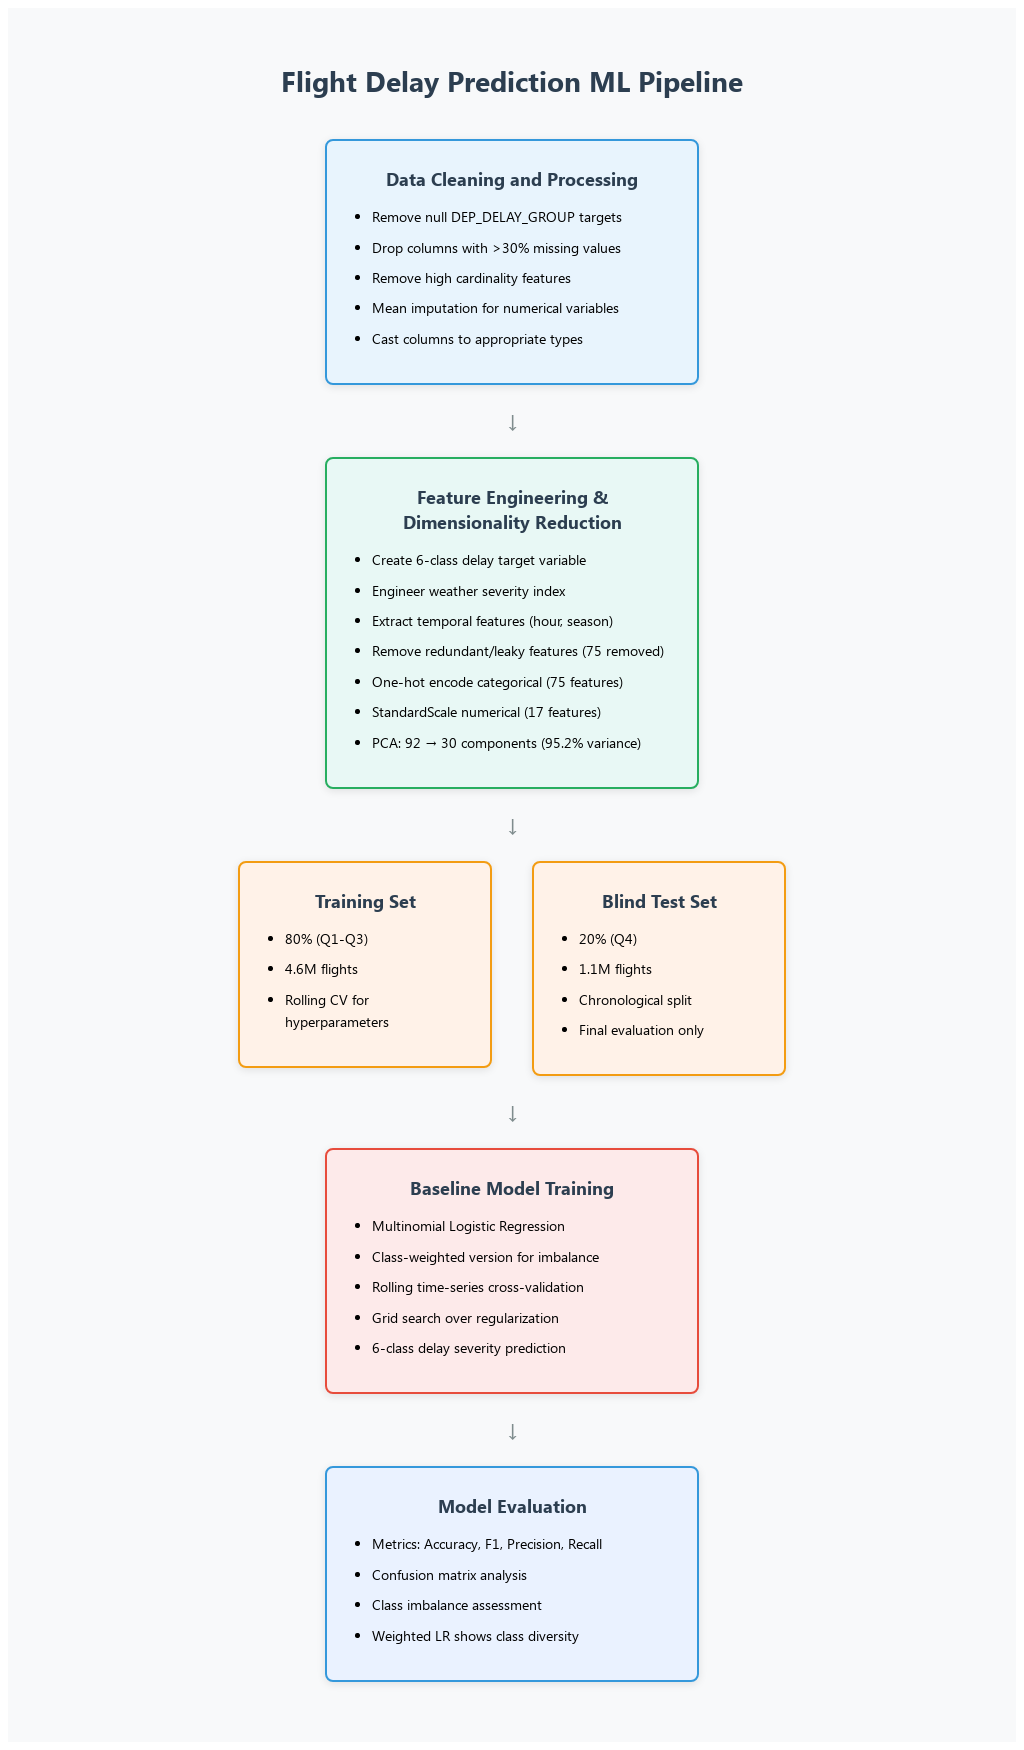 Flight Delay Prediction ML Pipeline
Data Cleaning and Processing
• Remove null DEP_DELAY_GROUP targets
• Drop columns with >30% missing values
• Remove high cardinality features
• Mean imputation for numerical variables
• Cast columns to appropriate types
↓
Feature Engineering &
Dimensionality Reduction
• Create 6-class delay target variable
• Engineer weather severity index
• Extract temporal features (hour, season)
• Remove redundant/leaky features (75 removed)
• One-hot encode categorical (75 features)
• StandardScale numerical (17 features)
• PCA: 92 → 30 components (95.2% variance)
↓
Training Set
• 80% (Q1-Q3)
• 4.6M flights
• Rolling CV for
hyperparameters
Blind Test Set
• 20% (Q4)
• 1.1M flights
• Chronological split
• Final evaluation only
↓
Baseline Model Training
• Multinomial Logistic Regression
• Class-weighted version for imbalance
• Rolling time-series cross-validation
• Grid search over regularization
• 6-class delay severity prediction
↓
Model Evaluation
• Metrics: Accuracy, F1, Precision, Recall
• Confusion matrix analysis
• Class imbalance assessment
• Weighted LR shows class diversity